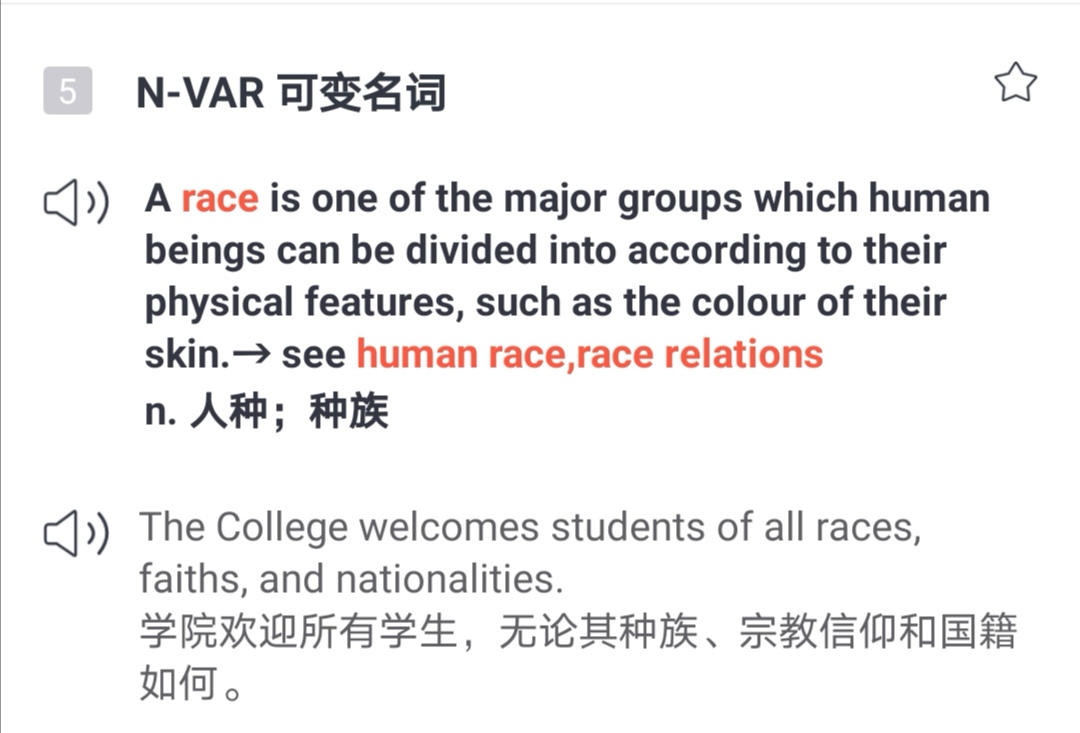 5 N-VAR 可变名词
A race is one of the major groups which human
beings can be divided into according to their
physical features, such as the colour of their
skin.→ see human race,race relations
n. 人种；种族
The College welcomes students of all races,
faiths, and nationalities.
学院欢迎所有学生，无论其种族、宗教信仰和国籍
如何。